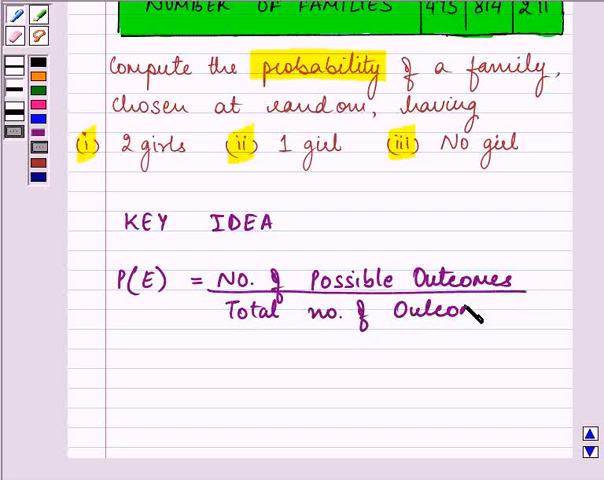 NUMBER OF FAMILIES 475 814 211
Compute the probability of a family,
chosen at random, having
(i) 2 girls (ii) 1 girl (iii) No girl
KEY IDEA
P(E) = No. of Possible Outcomes
Total no. of Outcom